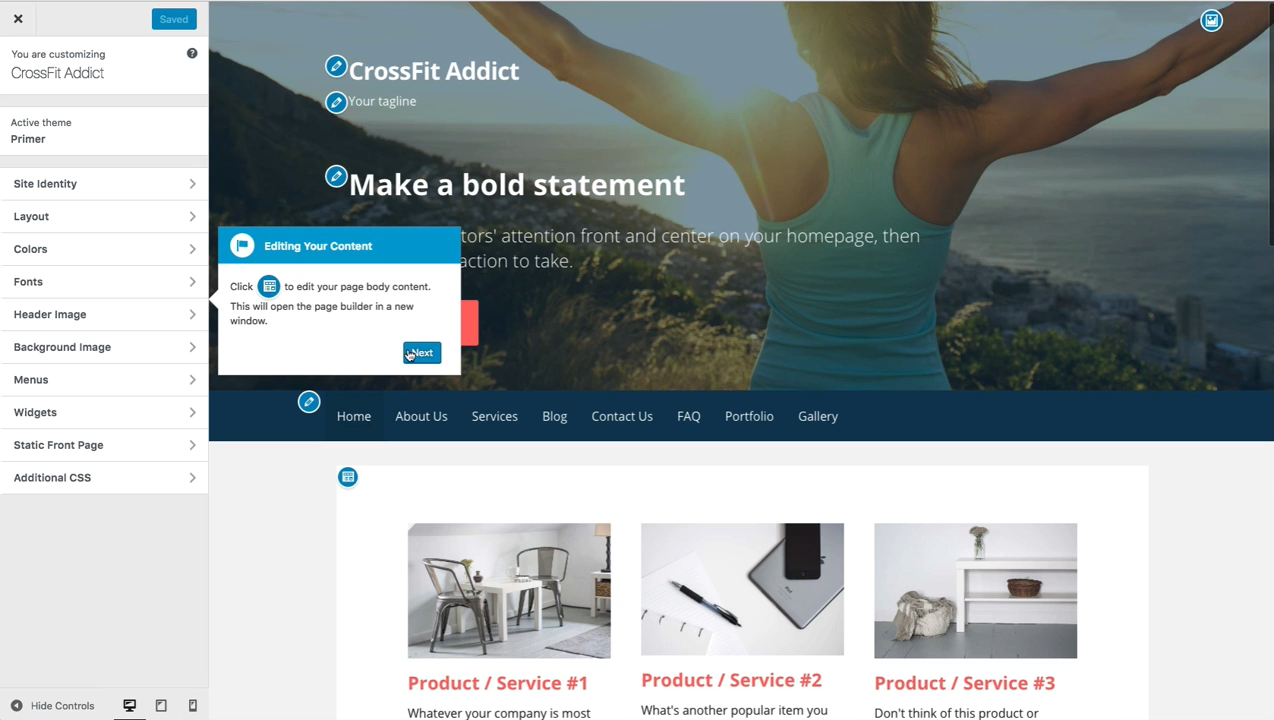 Saved
You are customizing
CrossFit Addict
Active theme
Primer
Site Identity
Layout
Colors
Fonts
Header Image
Background Image
Menus
Widgets
Static Front Page
Additional CSS
Hide Controls
CrossFit Addict
Your tagline
Make a bold statement
tors' attention front and center on your homepage, then
action to take.
Editing Your Content
Click to edit your page body content.
This will open the page builder in a new
window.
Next
Home About Us Services Blog Contact Us FAQ Portfolio Gallery
Product / Service #1
Whatever your company is most
Product / Service #2
What's another popular item you
Product / Service #3
Don't think of this product or